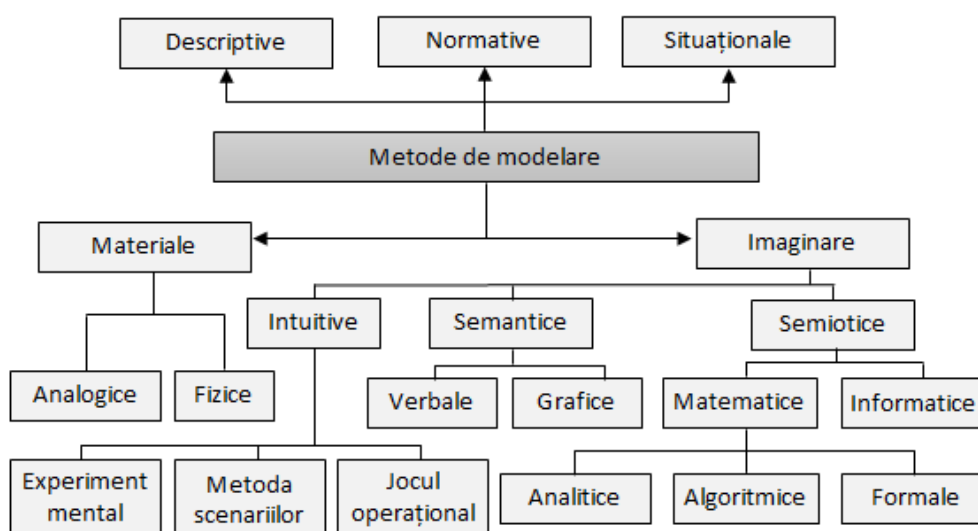 Descriptive
Normative
Situaționale
Metode de modelare
Materiale
Imaginare
Intuitive
Semantice
Semiotice
Analogice
Fizice
Verbale
Grafice
Matematice
Informatice
Experiment
mental
Metoda
scenariilor
Jocul
operațional
Analitice
Algoritmice
Formale